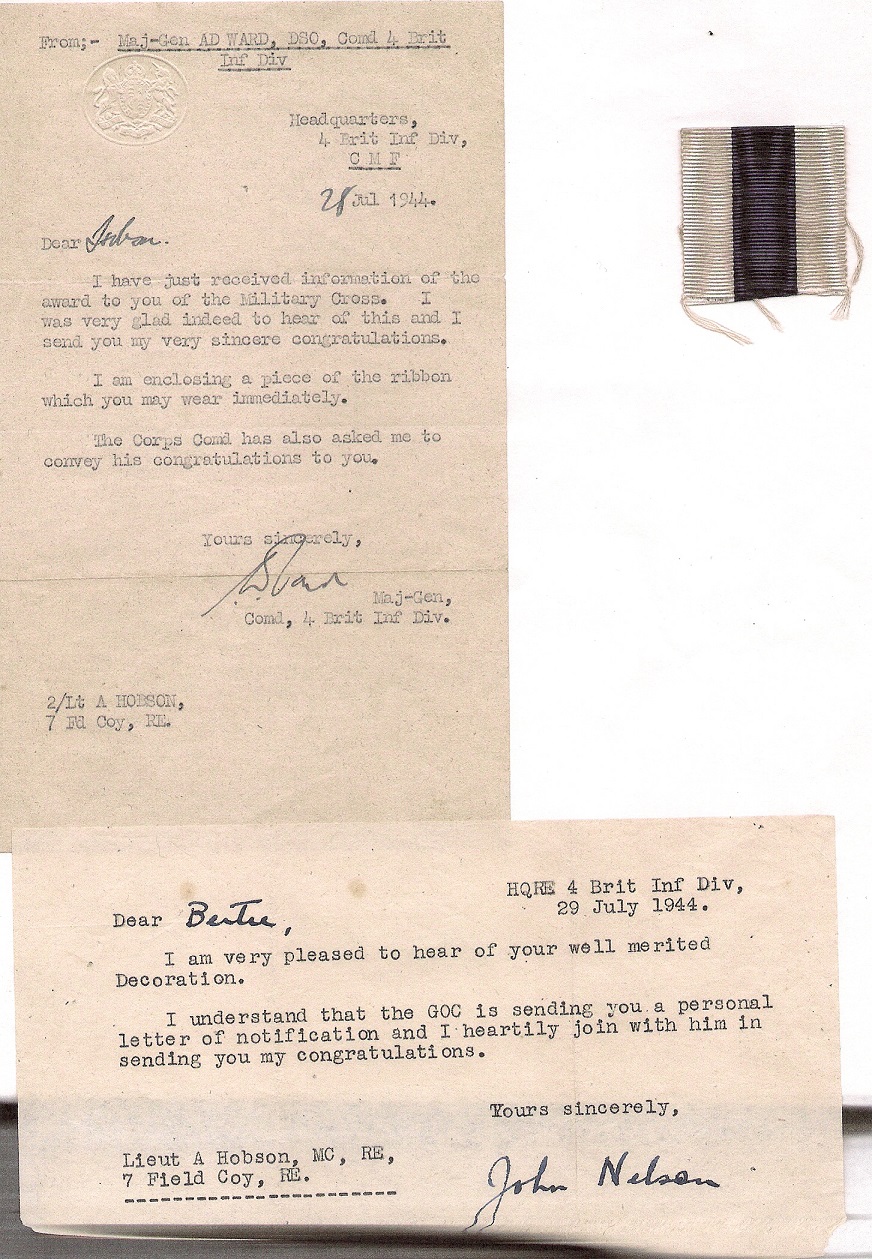 From;- Maj-Gen AD WARD, DSO, Comd 4 Brit
Inf Div
Headquarters,
4 Brit Inf Div,
C M F
28 Jul 1944.
Dear Hobson.
I have just received information of the
award to you of the Military Cross. I
was very glad indeed to hear of this and I
send you my very sincere congratulations.
I am enclosing a piece of the ribbon
which you may wear immediately.
The Corps Comd has also asked me to
convey his congratulations to you.
Yours sincerely,
Maj-Gen,
Comd, 4 Brit Inf Div.
2/Lt A HOBSON,
7 Fd Coy, RE.
HQRE 4 Brit Inf Div,
29 July 1944.
Dear Bertie,
I am very pleased to hear of your well merited
Decoration.
I understand that the GOC is sending you a personal
letter of notification and I heartily join with him in
sending you my congratulations.
Yours sincerely,
Lieut A Hobson, MC, RE,
7 Field Coy, RE.
John Nelson